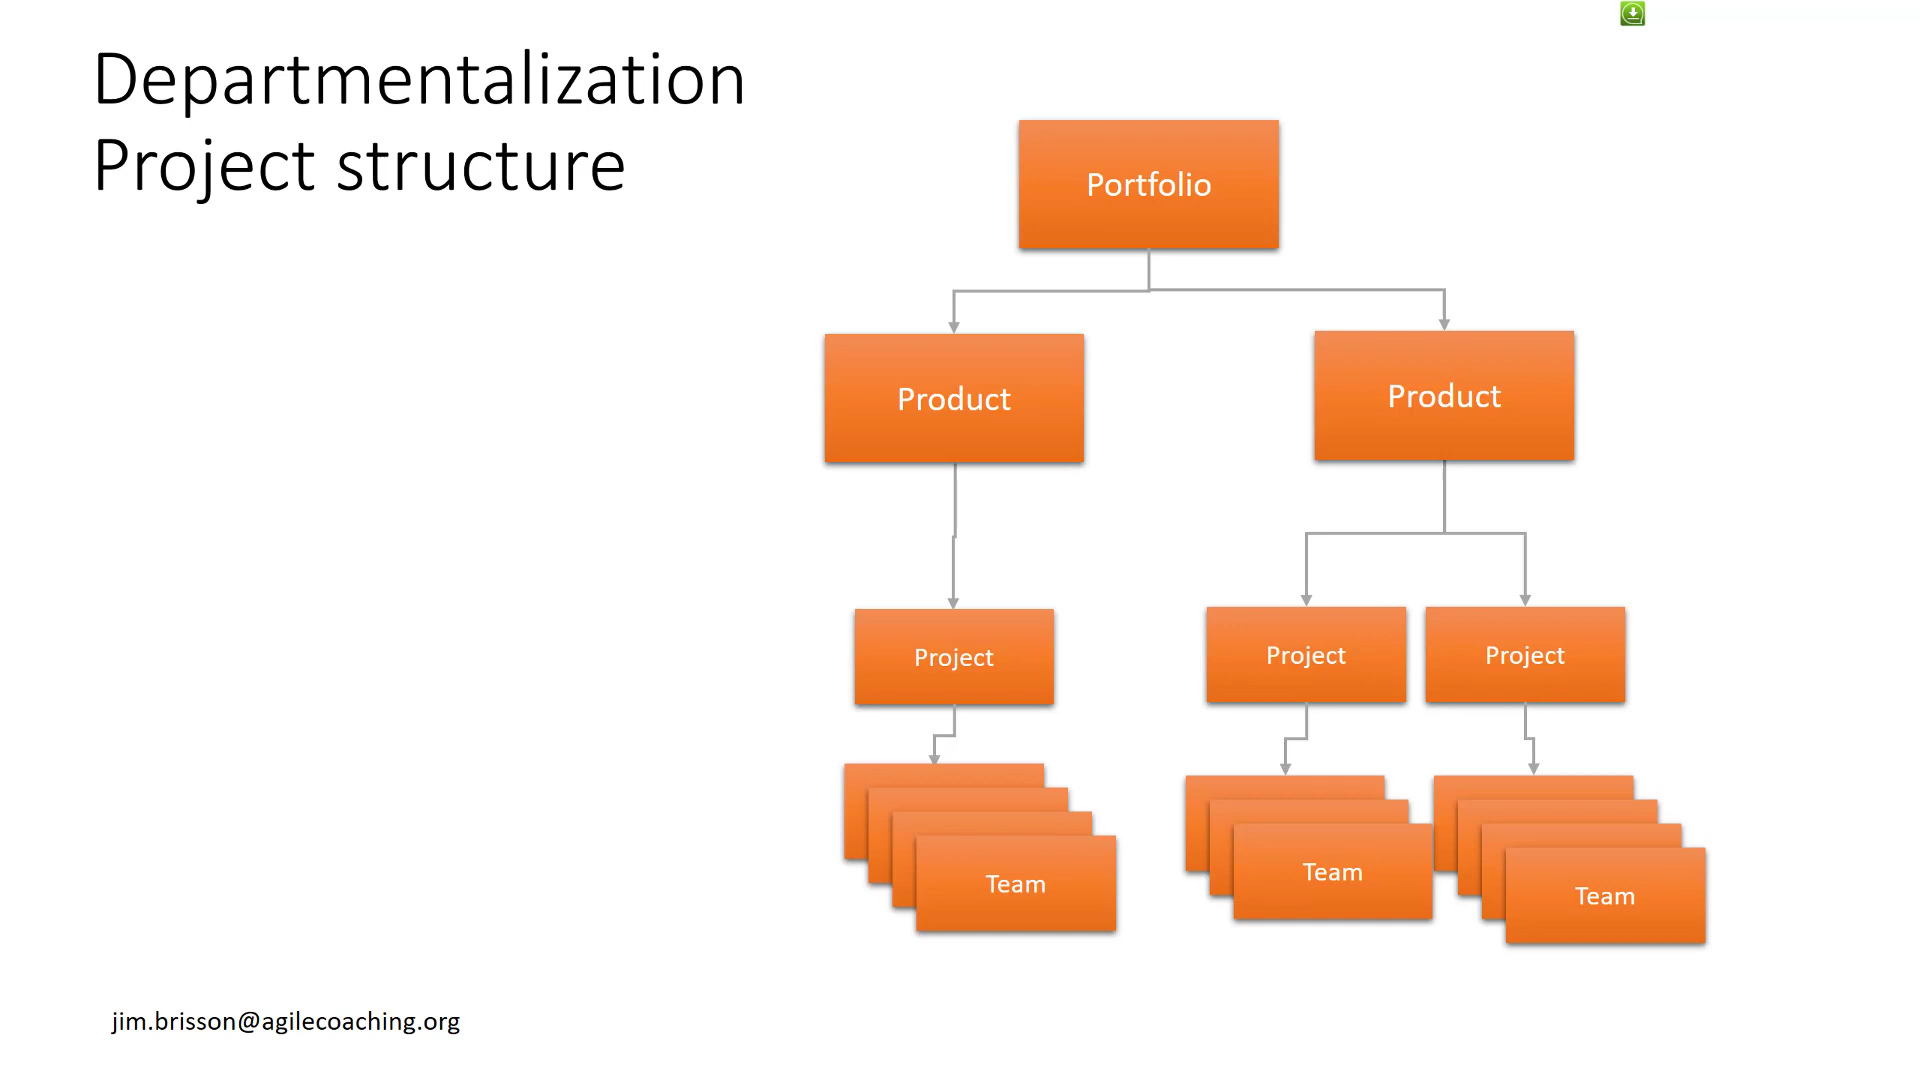 Departmentalization
Project structure
Portfolio
Product
Product
Project
Project
Project
Team
Team
Team
jim.brisson@agilecoaching.org